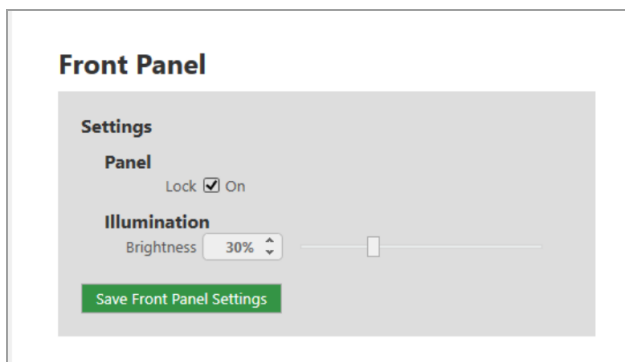 Front Panel
Settings
Panel
Lock On
Illumination
Brightness 30%
Save Front Panel Settings